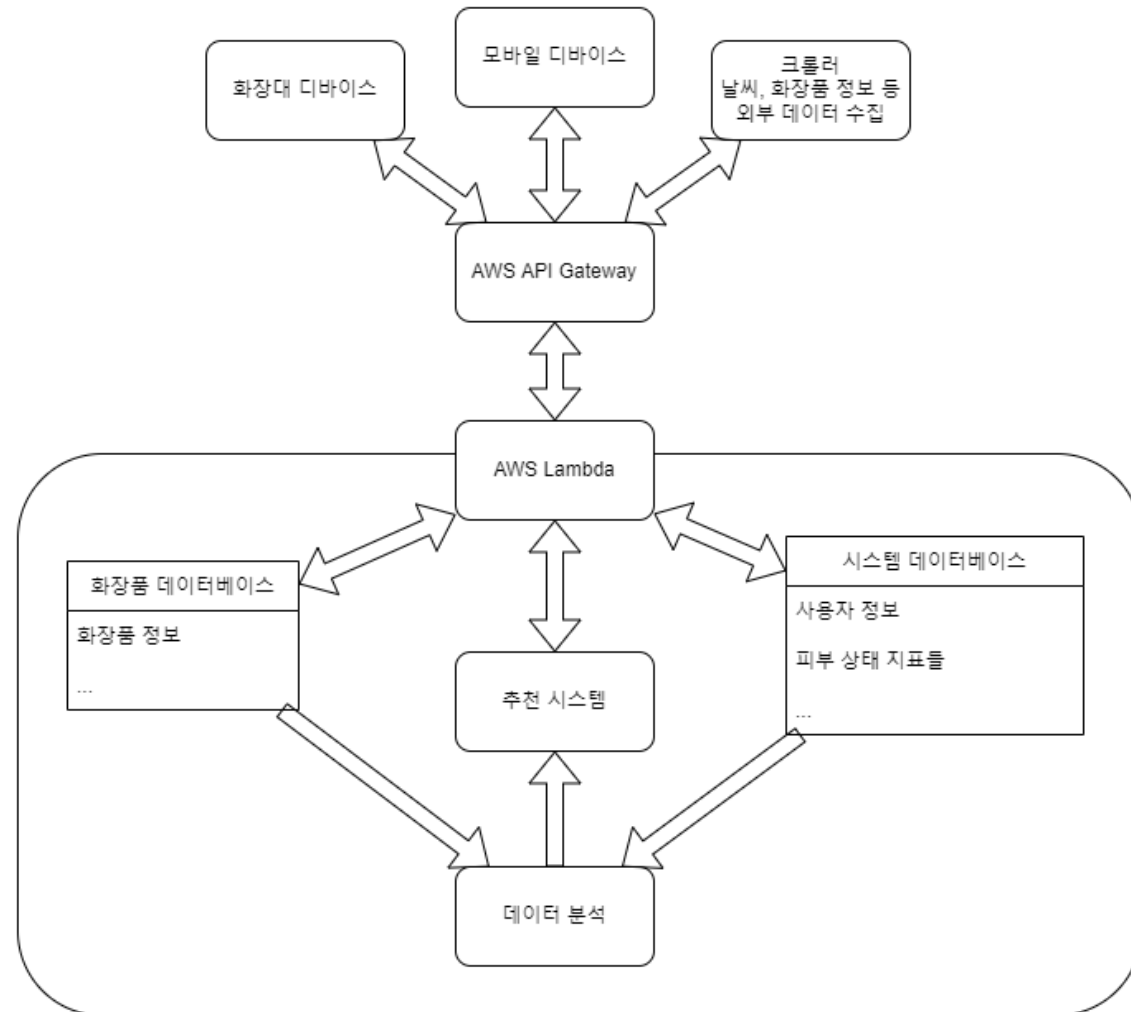 화장대 디바이스
모바일 디바이스
크롤러
날씨, 화장품 정보 등
외부 데이터 수집
AWS API Gateway
AWS Lambda
화장품 데이터베이스
화장품 정보
...
시스템 데이터베이스
사용자 정보
피부 상태 지표들
...
추천 시스템
데이터 분석